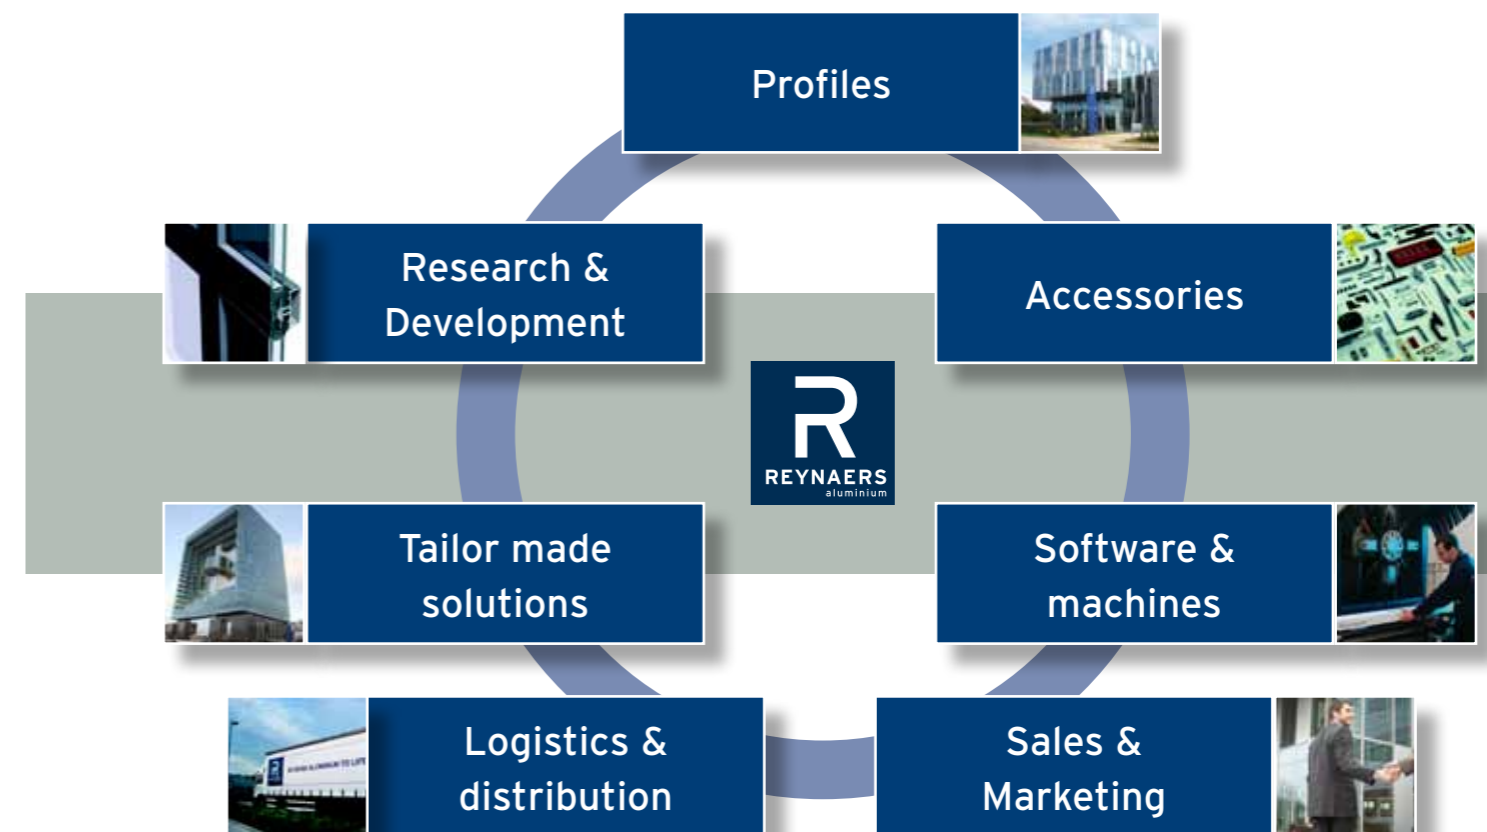 Profiles
Research &
Development
Accessories
R
REYNAERS
aluminium
Tailor made
solutions
Software &
machines
Logistics &
distribution
Sales &
Marketing